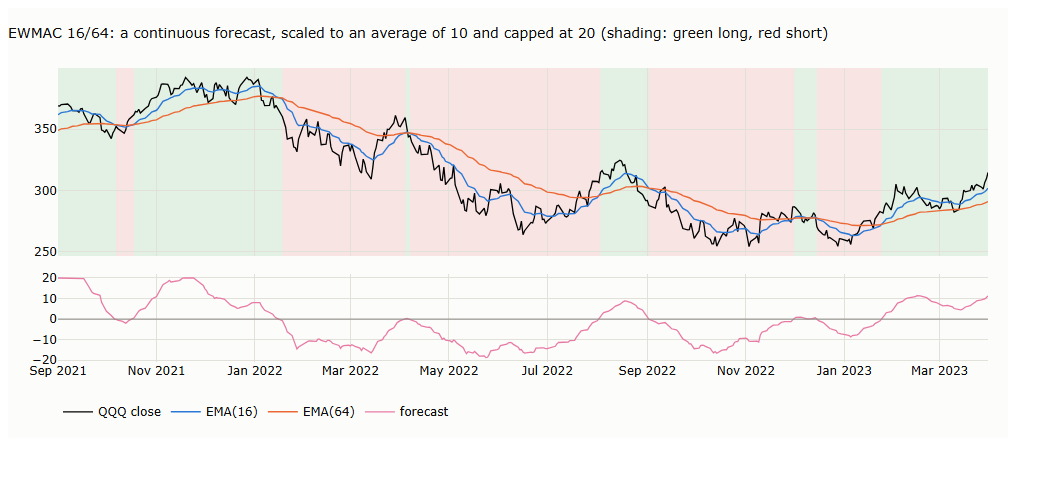 EWMAC 16/64: a continuous forecast, scaled to an average of 10 and capped at 20 (shading: green long, red short)
350
300
250
20
10
0
−10
−20
Sep 2021 Nov 2021 Jan 2022 Mar 2022 May 2022 Jul 2022 Sep 2022 Nov 2022 Jan 2023 Mar 2023
QQQ close EMA(16) EMA(64) forecast